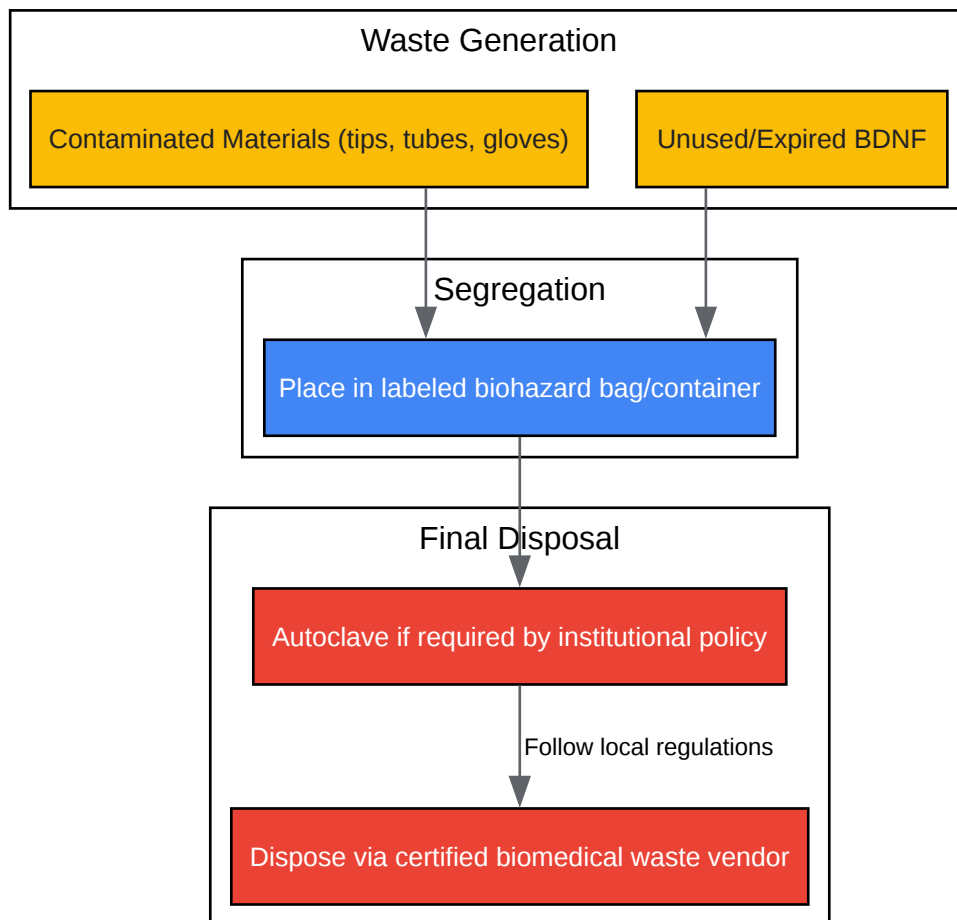 Waste Generation
Contaminated Materials (tips, tubes, gloves)
Unused/Expired BDNF
Segregation
Place in labeled biohazard bag/container
Final Disposal
Autoclave if required by institutional policy
Follow local regulations
Dispose via certified biomedical waste vendor